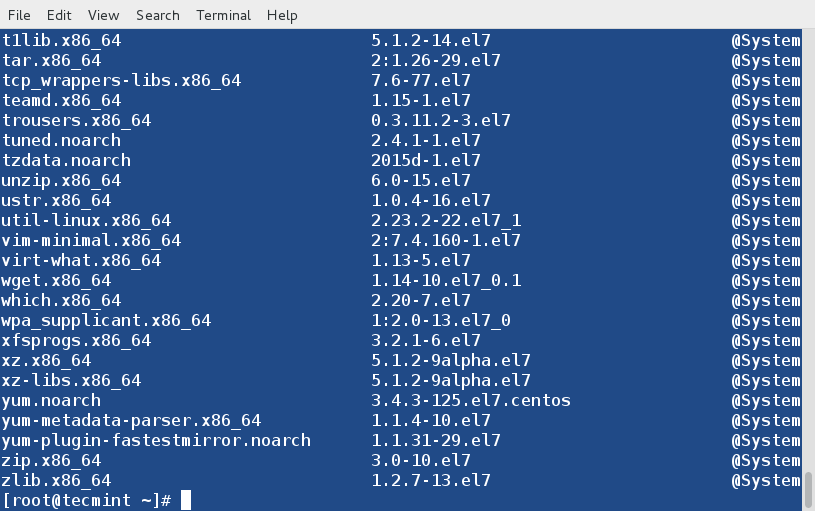 File Edit View Search Terminal Help
t1lib.x86_64 5.1.2-14.el7 @System
tar.x86_64 2:1.26-29.el7 @System
tcp_wrappers-libs.x86_64 7.6-77.el7 @System
teamd.x86_64 1.15-1.el7 @System
trousers.x86_64 0.3.11.2-3.el7 @System
tuned.noarch 2.4.1-1.el7 @System
tzdata.noarch 2015d-1.el7 @System
unzip.x86_64 6.0-15.el7 @System
ustr.x86_64 1.0.4-16.el7 @System
util-linux.x86_64 2.23.2-22.el7_1 @System
vim-minimal.x86_64 2:7.4.160-1.el7 @System
virt-what.x86_64 1.13-5.el7 @System
wget.x86_64 1.14-10.el7_0.1 @System
which.x86_64 2.20-7.el7 @System
wpa_supplicant.x86_64 1:2.0-13.el7_0 @System
xfsprogs.x86_64 3.2.1-6.el7 @System
xz.x86_64 5.1.2-9alpha.el7 @System
xz-libs.x86_64 5.1.2-9alpha.el7 @System
yum.noarch 3.4.3-125.el7.centos @System
yum-metadata-parser.x86_64 1.1.4-10.el7 @System
yum-plugin-fastestmirror.noarch 1.1.31-29.el7 @System
zip.x86_64 3.0-10.el7 @System
zlib.x86_64 1.2.7-13.el7 @System
[root@tecmint ~]#